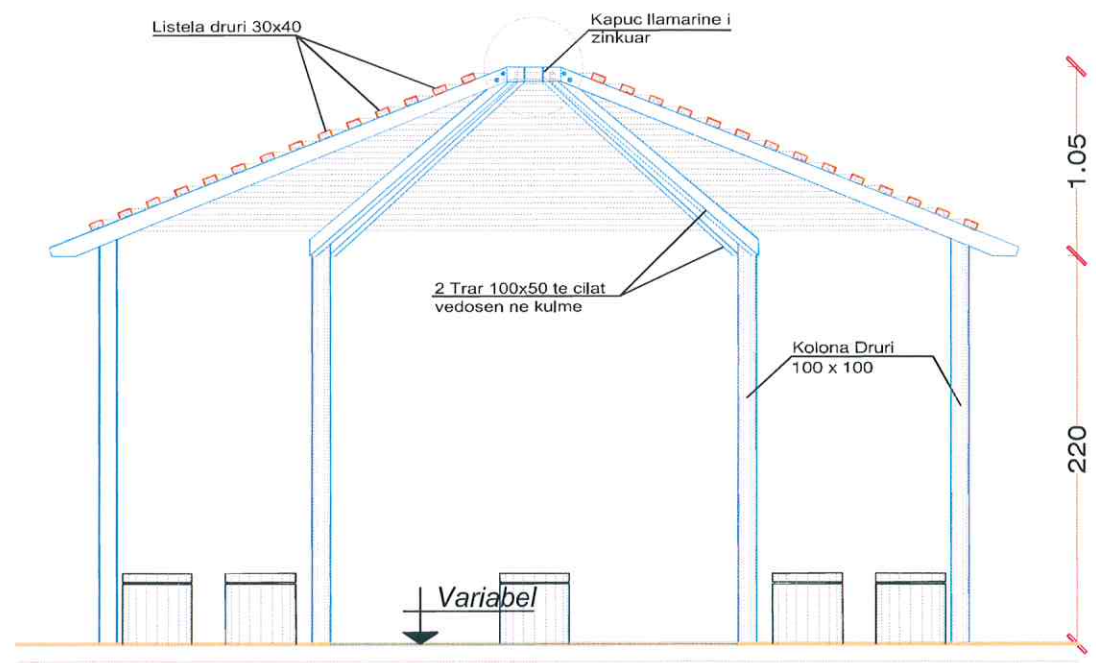 Listela druri 30x40
Kapuc llamarine i
zinkuar
1.05
2 Trar 100x50 te cilat
vedosen ne kulme
Kolona Druri
100 x 100
220
Variabel